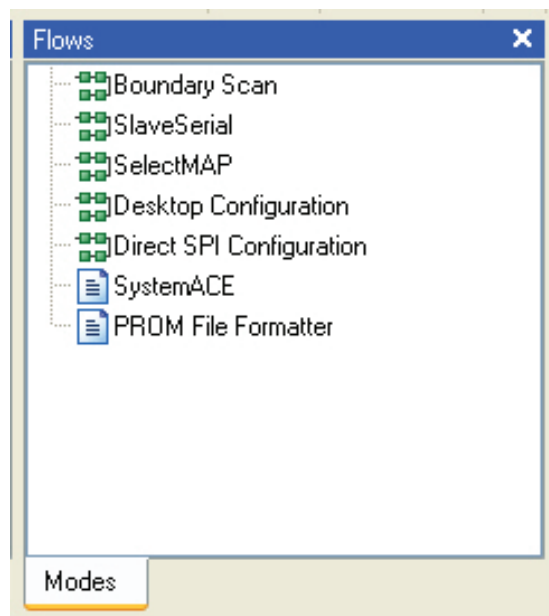 Flows
Boundary Scan
SlaveSerial
SelectMAP
Desktop Configuration
Direct SPI Configuration
SystemACE
PROM File Formatter
Modes